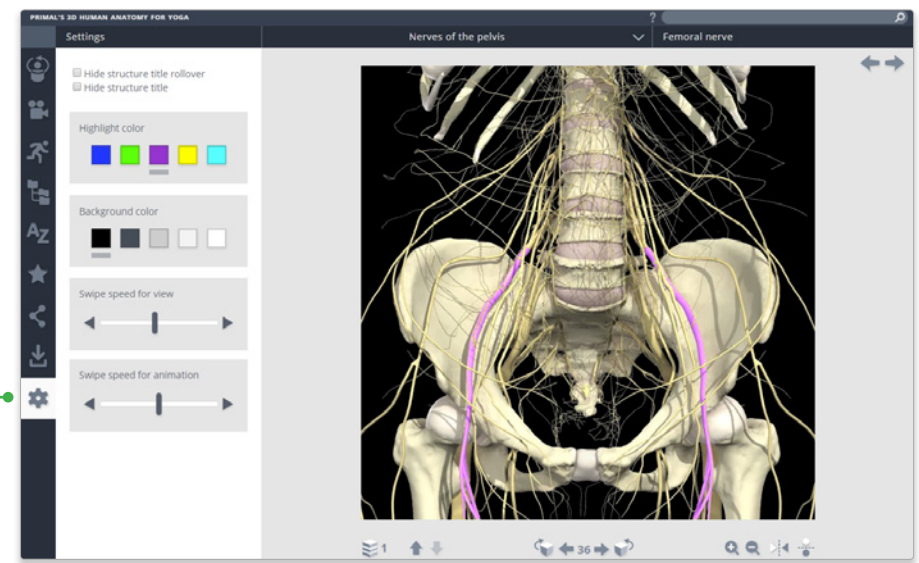 PRIMAL'S 3D HUMAN ANATOMY FOR YOGA
?
Settings
Nerves of the pelvis
Femoral nerve
Hide structure title rollover
Hide structure title
Highlight color
Background color
Swipe speed for view
Swipe speed for animation
AZ
1
36